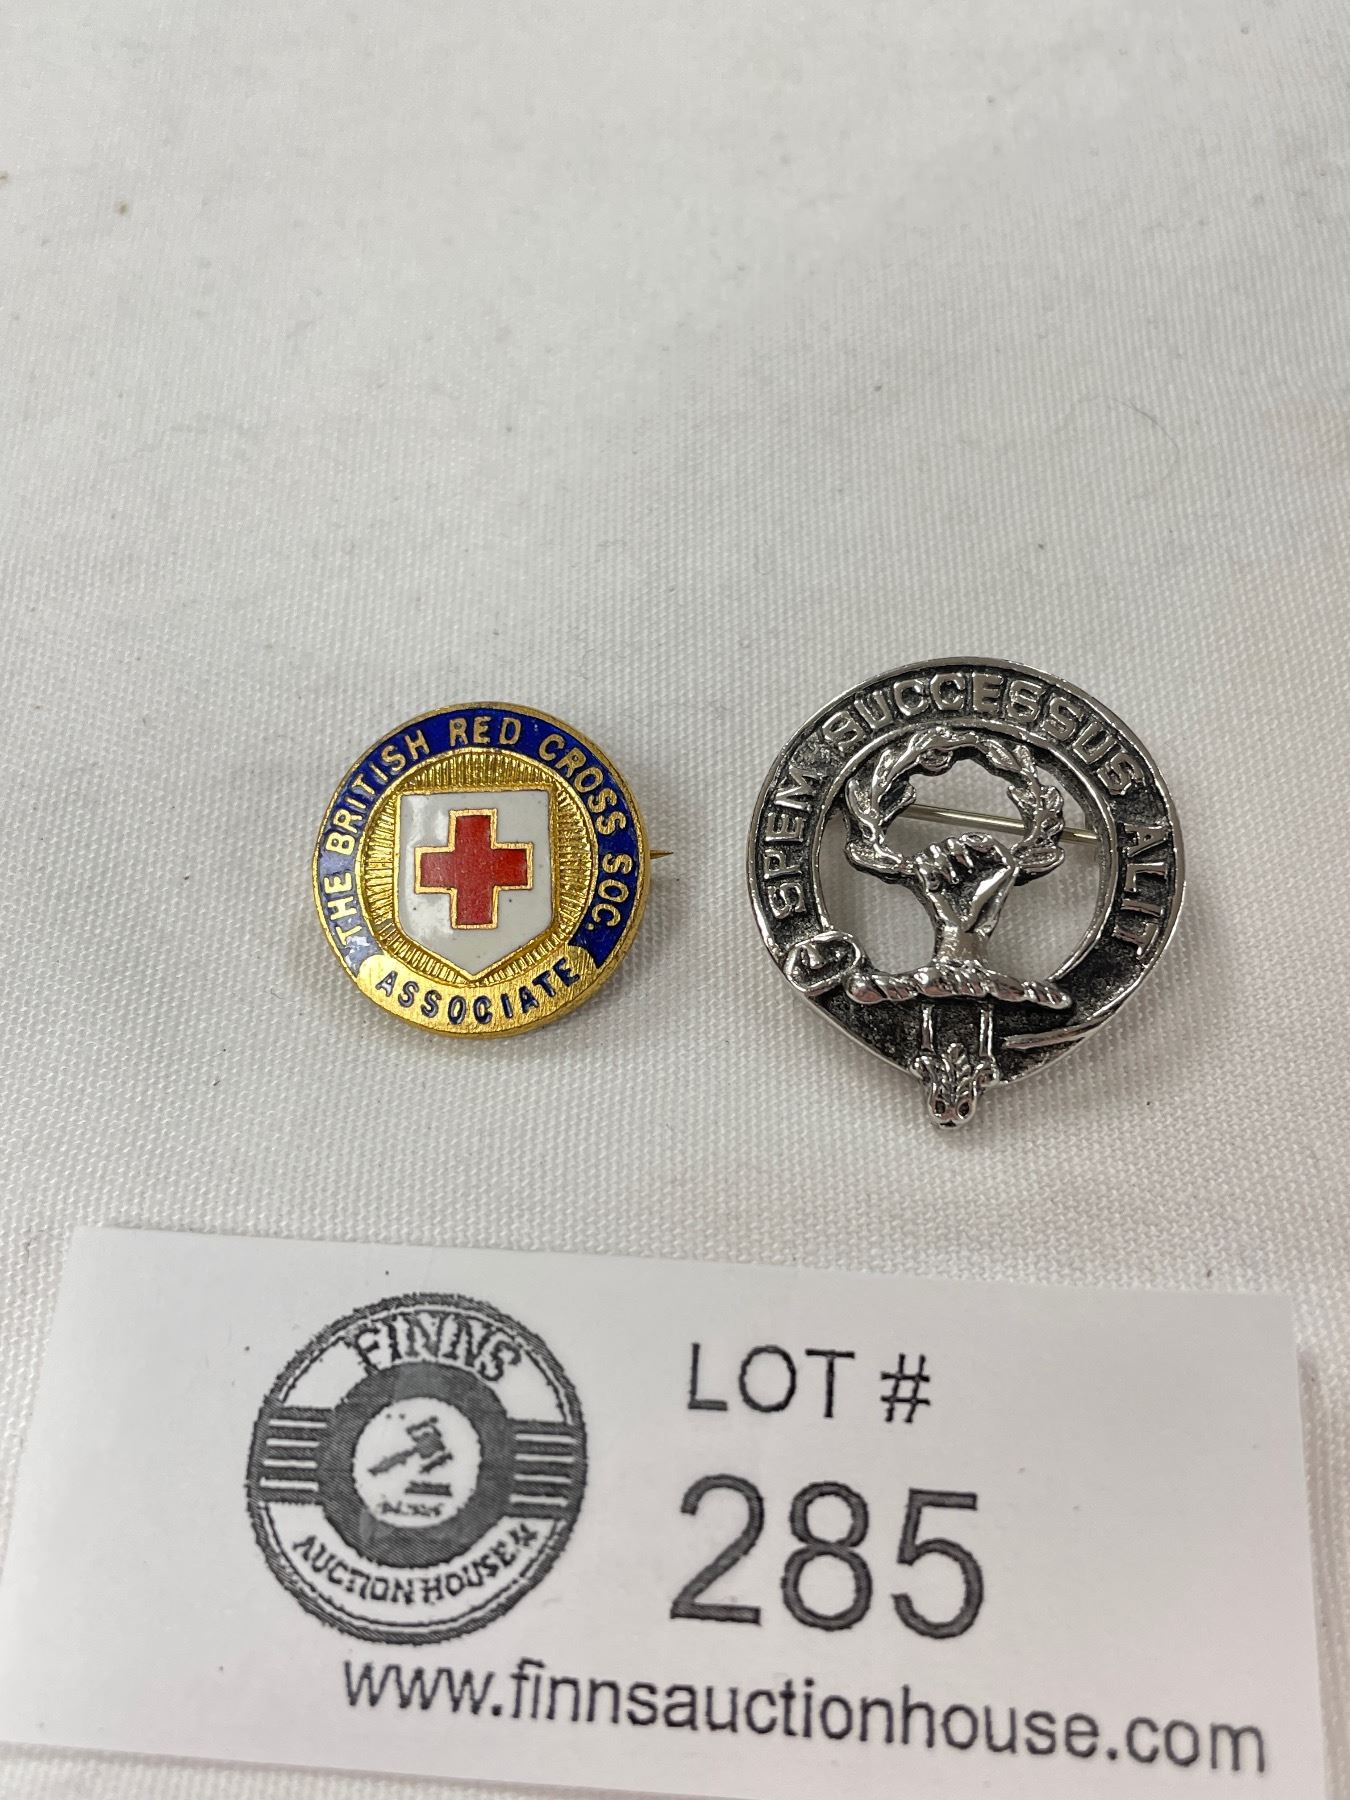 THE BRITISH RED CROSS SOC.
ASSOCIATE
SPEM SUCCESSUS ALIT
FINNS
AUCTION HOUSE
LOT #
285
www.finnsauctionhouse.com